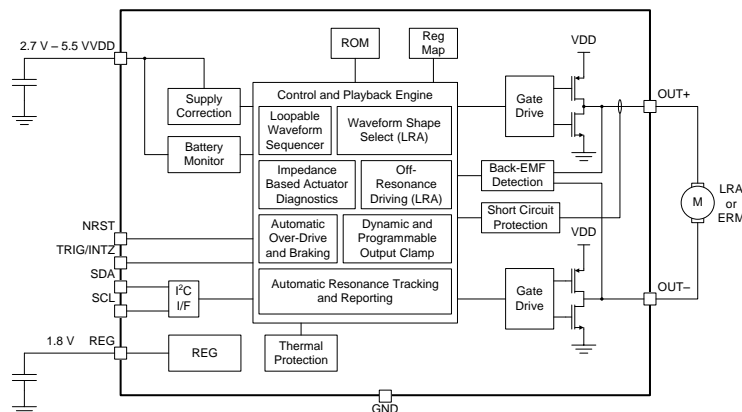 2.7 V – 5.5 V
VDD
Supply
Correction
Battery
Monitor
ROM
Reg
Map
Control and Playback Engine
Loopable
Waveform
Sequencer
Waveform Shape
Select (LRA)
Impedance
Based Actuator
Diagnostics
Off-
Resonance
Driving (LRA)
Automatic
Over-Drive
and Braking
Dynamic and
Programmable
Output Clamp
Automatic Resonance Tracking
and Reporting
Gate
Drive
VDD
OUT+
Back-EMF
Detection
Short Circuit
Protection
M
LRA
or
ERM
VDD
Gate
Drive
OUT–
NRST
TRIG/INTZ
SDA
SCL
I²C
I/F
1.8 V
REG
REG
Thermal
Protection
GND